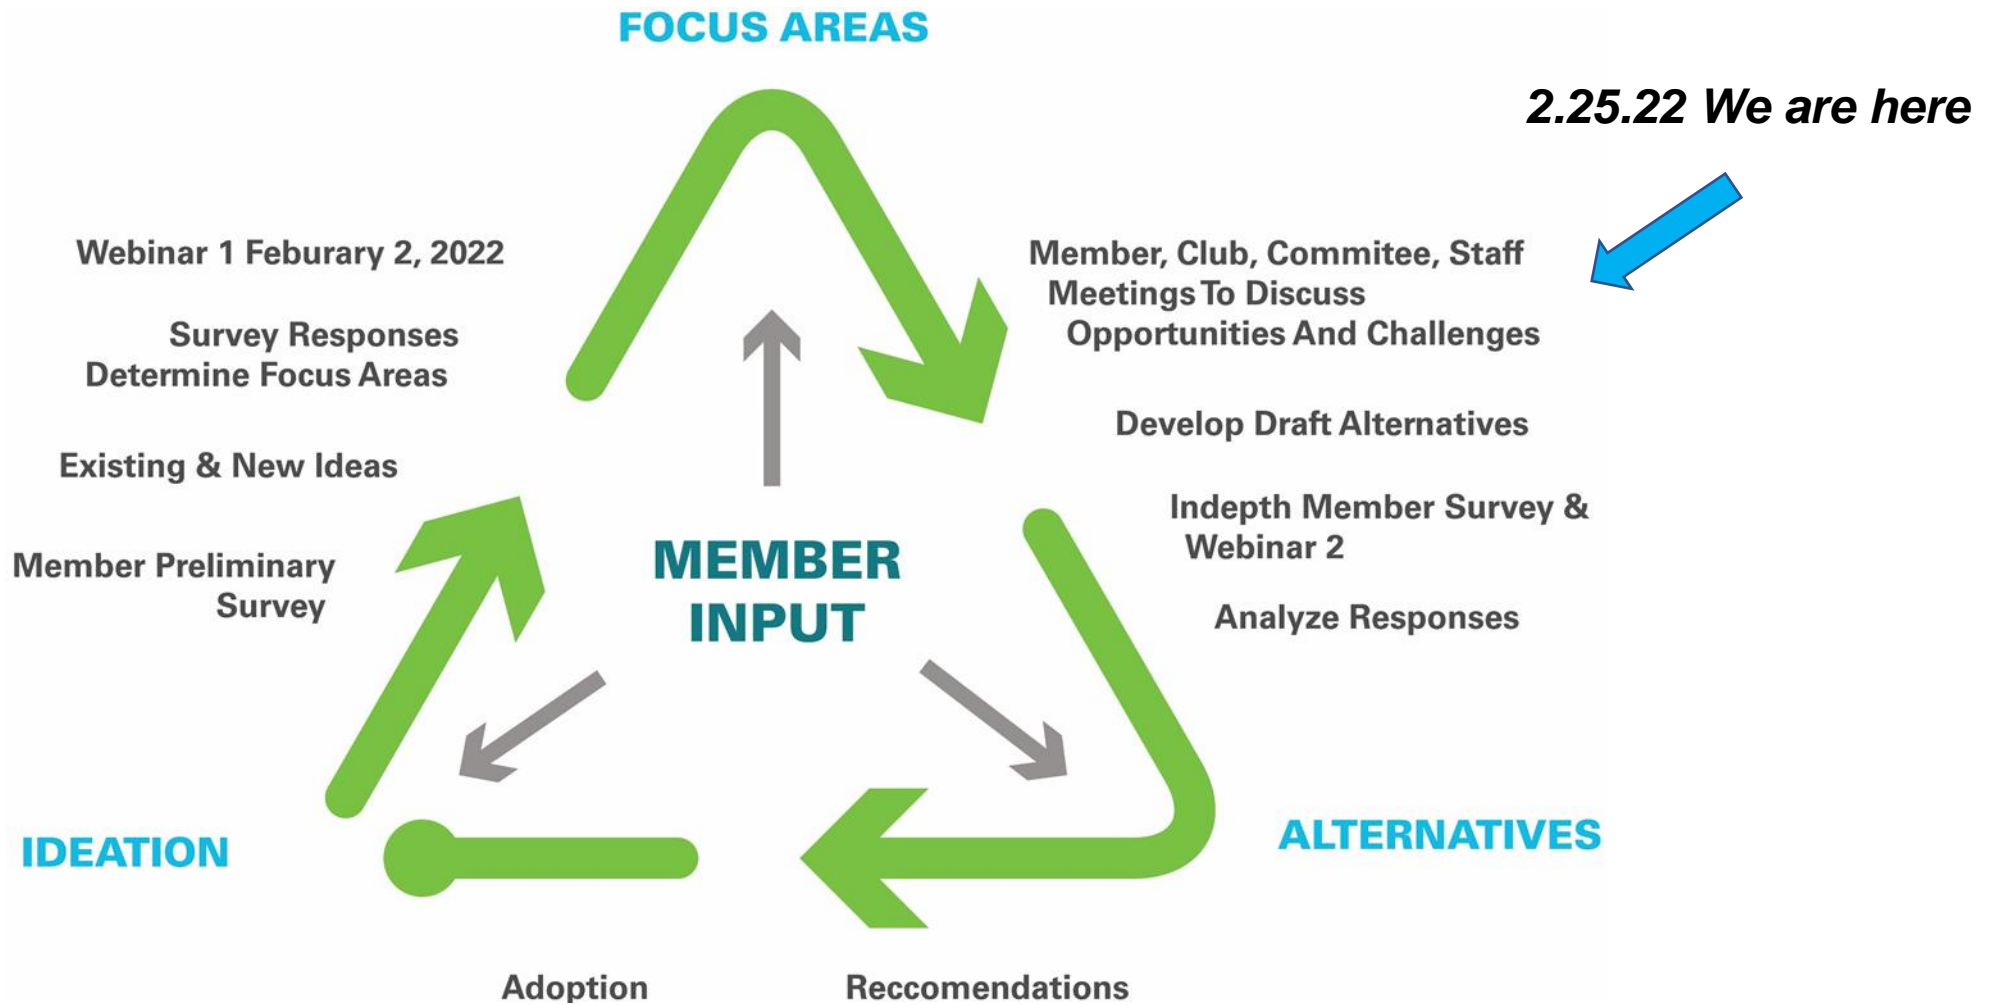 FOCUS AREAS
2.25.22 We are here
Webinar 1 Feburary 2, 2022
Survey Responses
Determine Focus Areas
Existing & New Ideas
Member Preliminary
Survey
Member, Club, Commitee, Staff
Meetings To Discuss
Opportunities And Challenges
Develop Draft Alternatives
Indepth Member Survey &
Webinar 2
Analyze Responses
MEMBER
INPUT
IDEATION
ALTERNATIVES
Adoption
Reccomendations